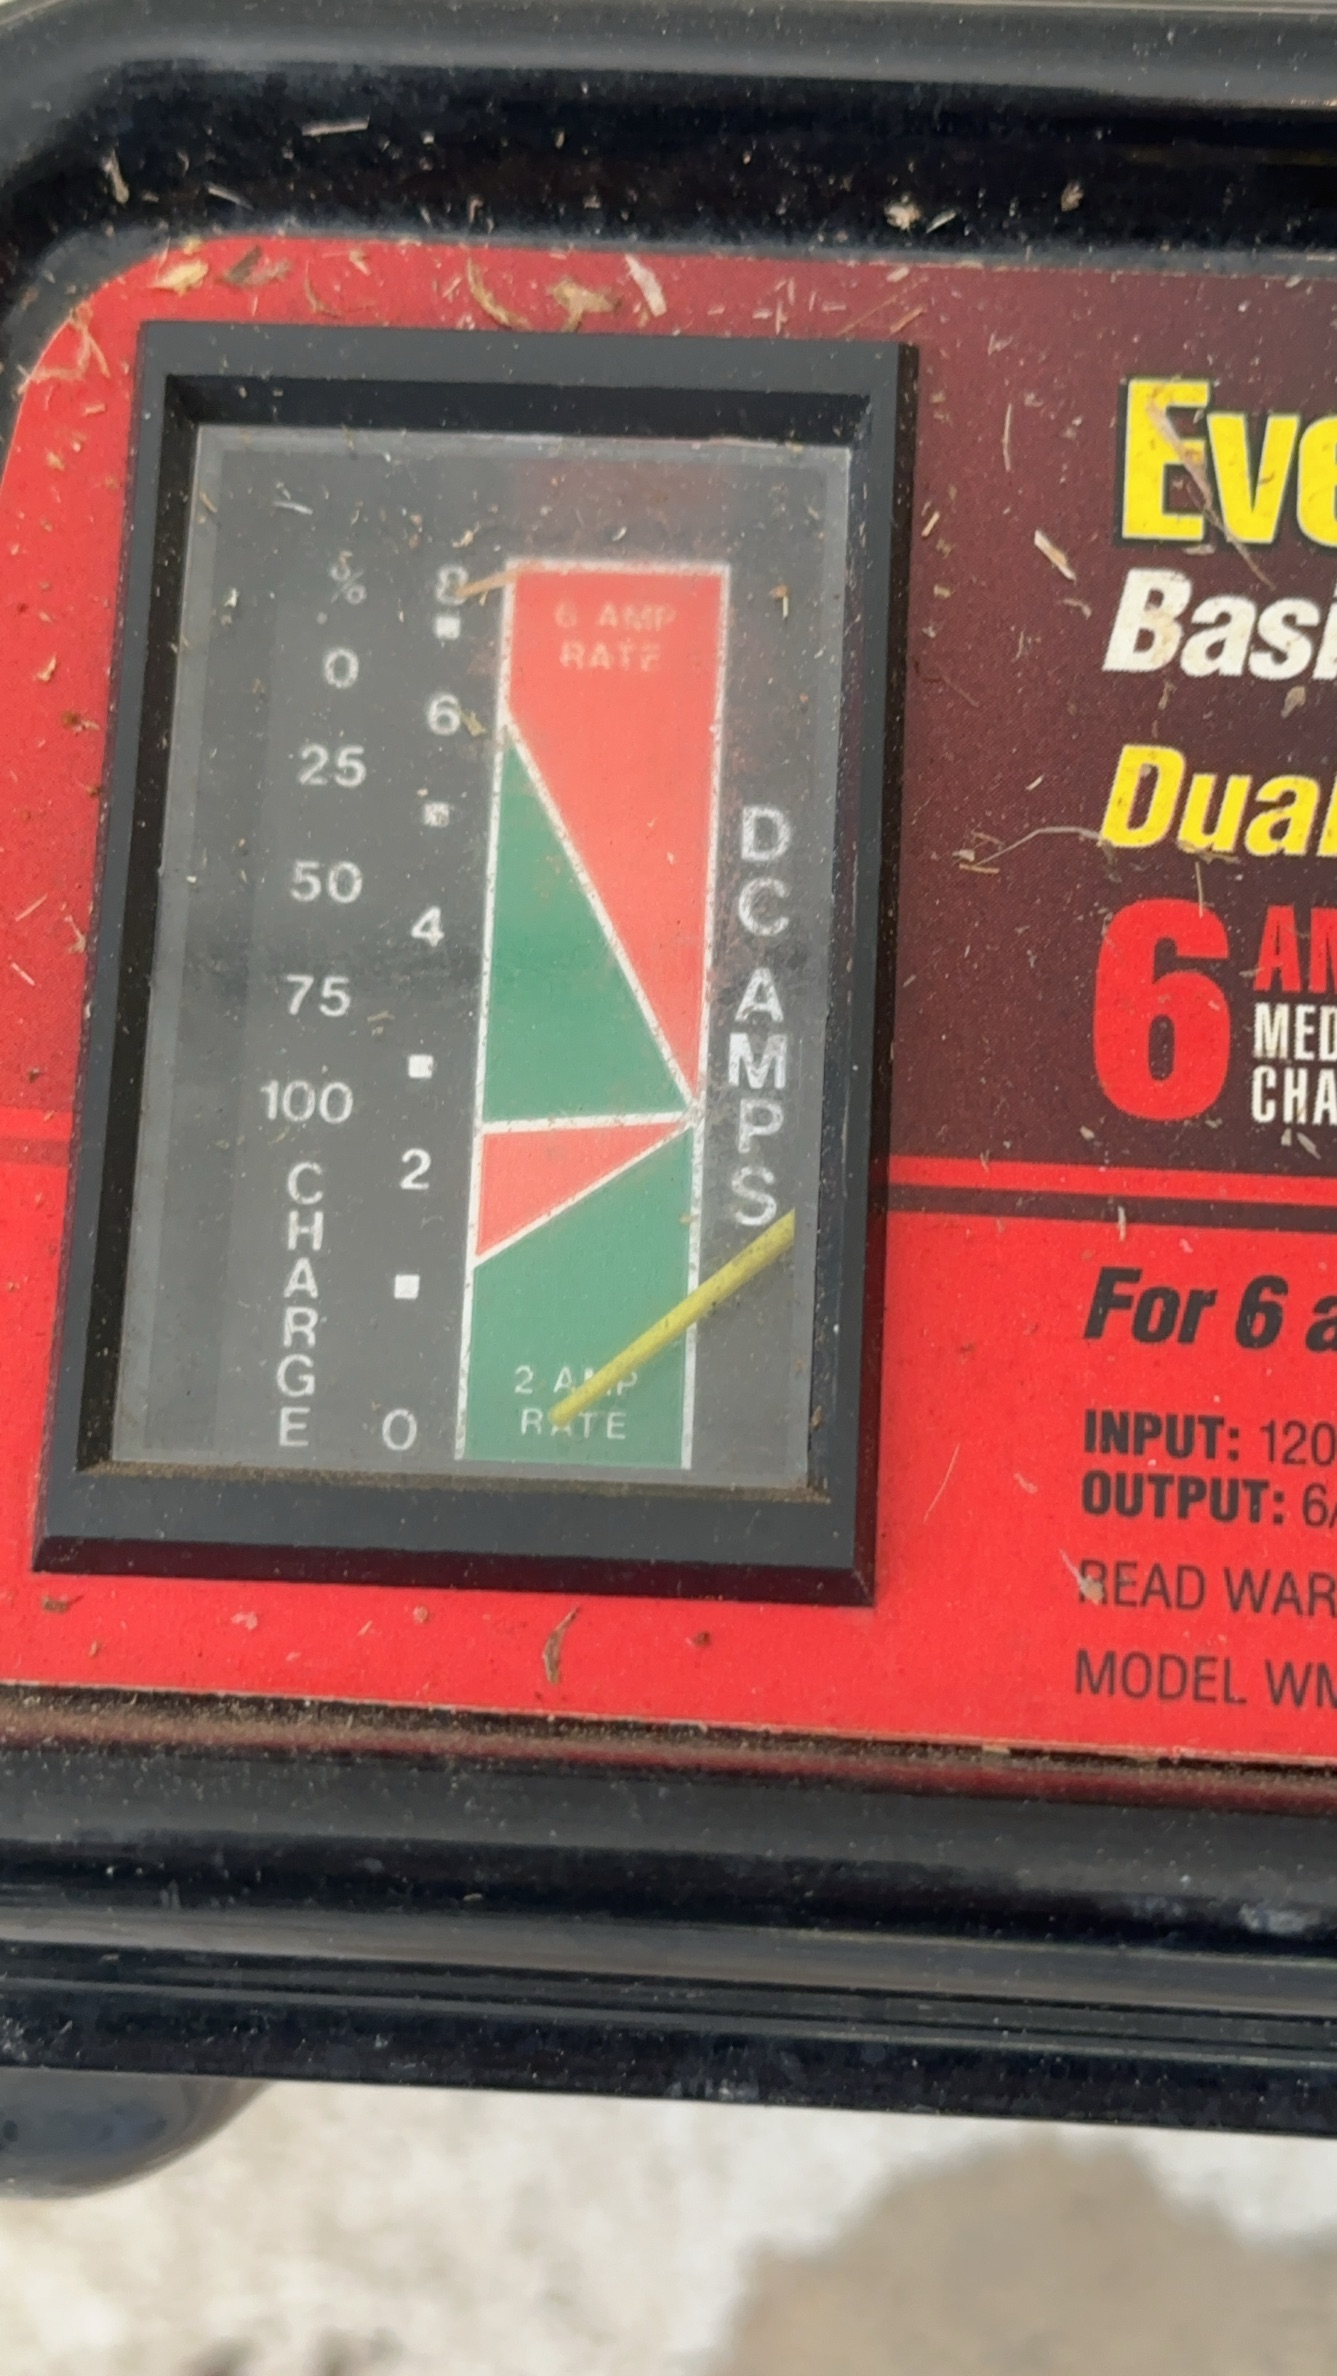 %
0
25
50
75
100
CHARGE
8
6
4
2
0
6 AMP
RATE
2 AMP
RATE
DC AMPS
Eve
Basi
Dual
6 AM
MED
CHA
For 6 a
INPUT: 120
OUTPUT: 6/
READ WAR
MODEL WM